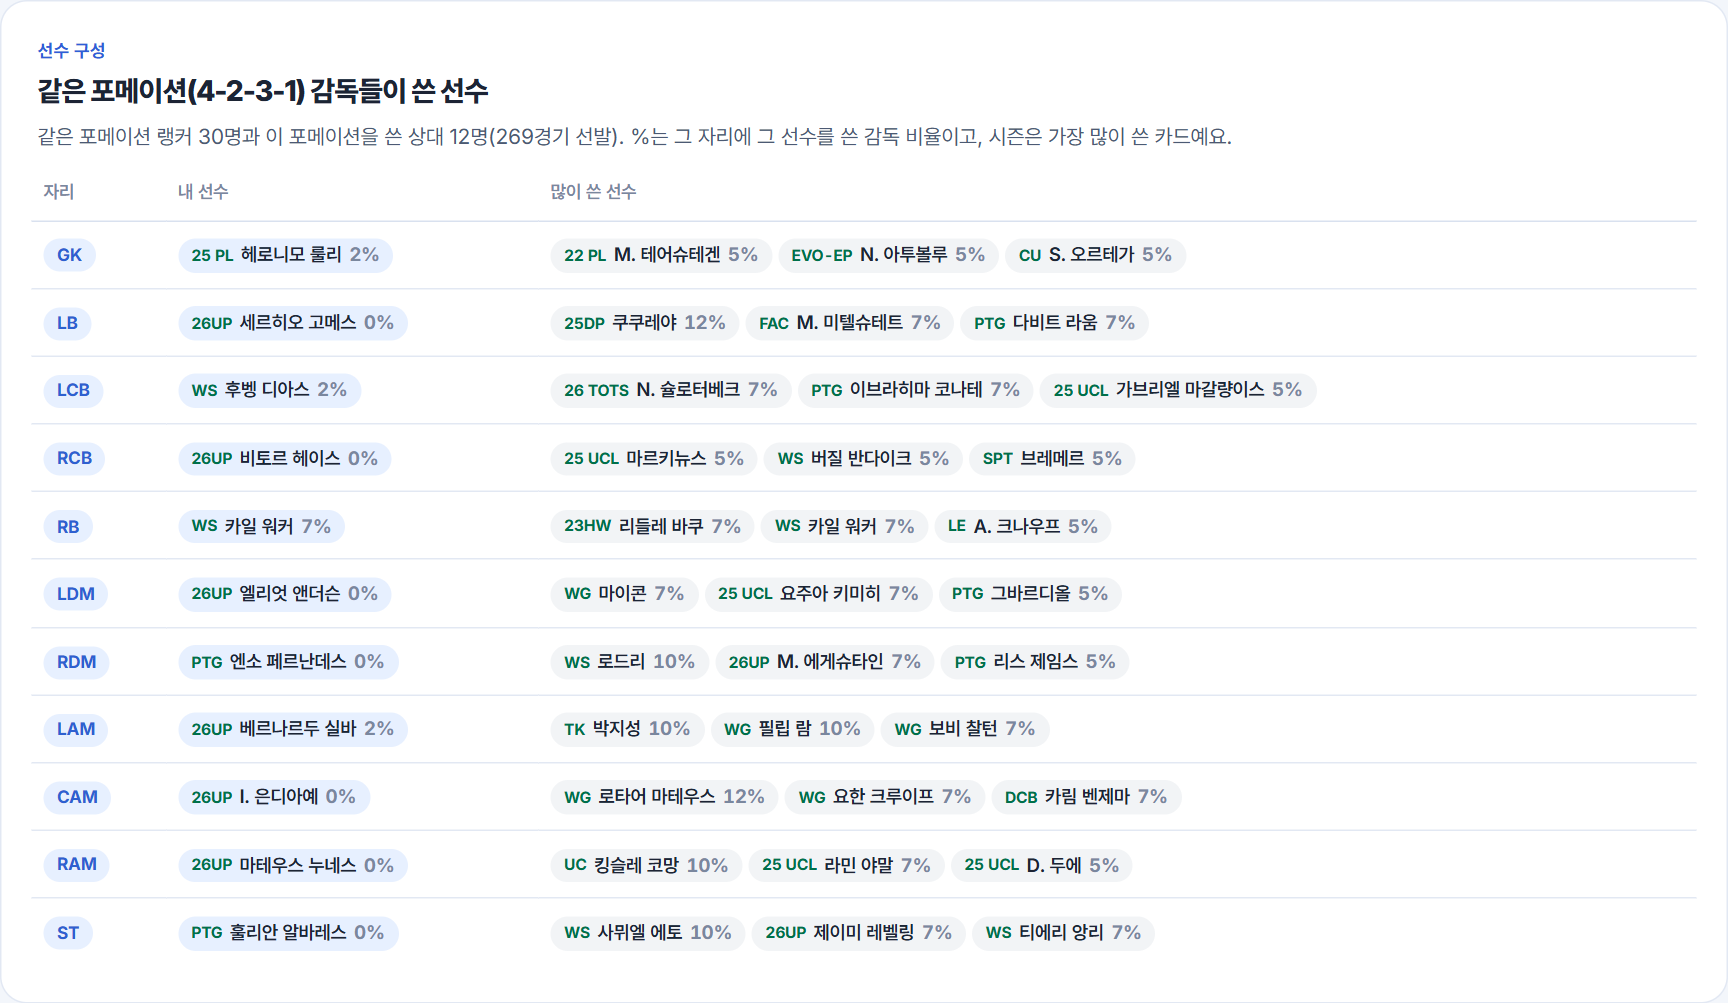 선수 구성
같은 포메이션(4-2-3-1) 감독들이 쓴 선수
같은 포메이션 랭커 30명과 이 포메이션을 쓴 상대 12명(269경기 선발). %는 그 자리에 그 선수를 쓴 감독 비율이고, 시즌은 가장 많이 쓴 카드예요.
자리 내 선수 많이 쓴 선수
GK 25 PL 헤로니모 룰리 2% 22 PL M. 테어슈테겐 5% EVO-EP N. 아투볼루 5% CU S. 오르테가 5%
LB 26UP 세르히오 고메스 0% 25DP 쿠쿠레야 12% FAC M. 미텔슈테트 7% PTG 다비트 라움 7%
LCB WS 후벵 디아스 2% 26 TOTS N. 슐로터베크 7% PTG 이브라히마 코나테 7% 25 UCL 가브리엘 마갈량이스 5%
RCB 26UP 비토르 헤이스 0% 25 UCL 마르키뉴스 5% WS 버질 반다이크 5% SPT 브레메르 5%
RB WS 카일 워커 7% 23HW 리들레 바쿠 7% WS 카일 워커 7% LE A. 크나우프 5%
LDM 26UP 엘리엇 앤더슨 0% WG 마이콘 7% 25 UCL 요주아 키미히 7% PTG 그바르디올 5%
RDM PTG 엔소 페르난데스 0% WS 로드리 10% 26UP M. 에게슈타인 7% PTG 리스 제임스 5%
LAM 26UP 베르나르두 실바 2% TK 박지성 10% WG 필립 람 10% WG 보비 찰턴 7%
CAM 26UP I. 은디아예 0% WG 로타어 마테우스 12% WG 요한 크루이프 7% DCB 카림 벤제마 7%
RAM 26UP 마테우스 누네스 0% UC 킹슬레 코망 10% 25 UCL 라민 야말 7% 25 UCL D. 두에 5%
ST PTG 훌리안 알바레스 0% WS 사뮈엘 에토 10% 26UP 제이미 레벨링 7% WS 티에리 앙리 7%